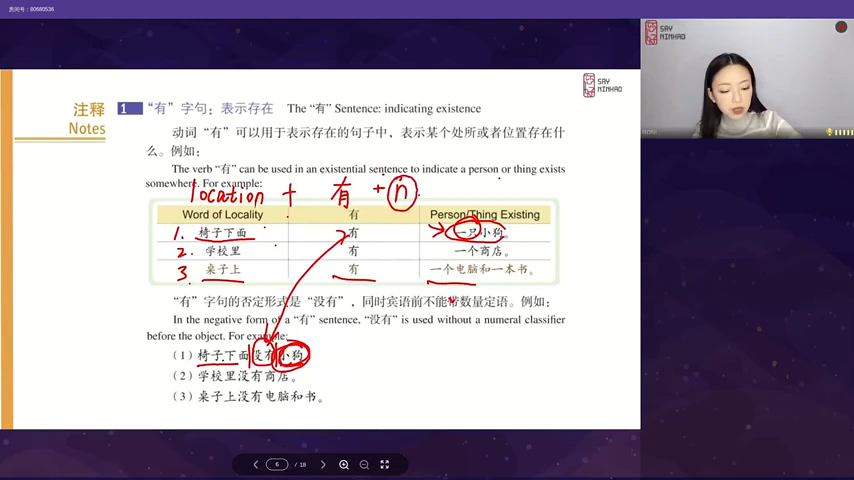 房间号：80680536
SAY
NINHAO
SAY
NINHAO
注释
Notes
1 “有”字句：表示存在 The “有” Sentence: indicating existence
动词“有”可以用于表示存在的句子中，表示某个处所或者位置存在什
么。例如：
The verb “有” can be used in an existential sentence to indicate a person or thing exists
somewhere. For example:
location + 有 + n
Word of Locality 有 Person/Thing Existing
1. 椅子下面 有 一只小狗。
2. 学校里 有 一个商店。
3. 桌子上 有 一个电脑和一本书。
“有”字句的否定形式是“没有”，同时宾语前不能带数量定语。例如：
In the negative form of a “有” sentence, “没有” is used without a numeral classifier
before the object. For example:
（1）椅子下面没有小狗
（2）学校里没有商店。
（3）桌子上没有电脑和书。
6 / 18